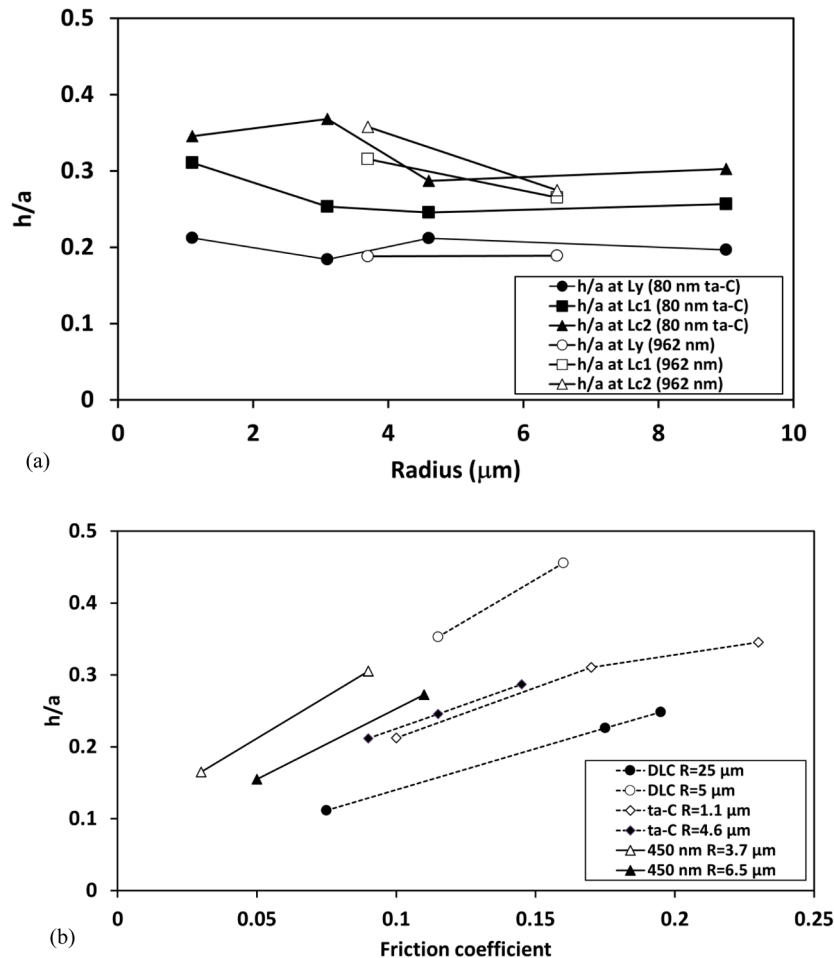 0.5
0.4
0.3
0.2
0.1
0
h/a
h/a at Ly (80 nm ta-C)
h/a at Lc1 (80 nm ta-C)
h/a at Lc2 (80 nm ta-C)
h/a at Ly (962 nm)
h/a at Lc1 (962 nm)
h/a at Lc2 (962 nm)
0 2 4 6 8 10
(a)
Radius (μm)
0.5
0.4
0.3
0.2
0.1
0
h/a
DLC R=25 μm
DLC R=5 μm
ta-C R=1.1 μm
ta-C R=4.6 μm
450 nm R=3.7 μm
450 nm R=6.5 μm
0 0.05 0.1 0.15 0.2 0.25
(b)
Friction coefficient